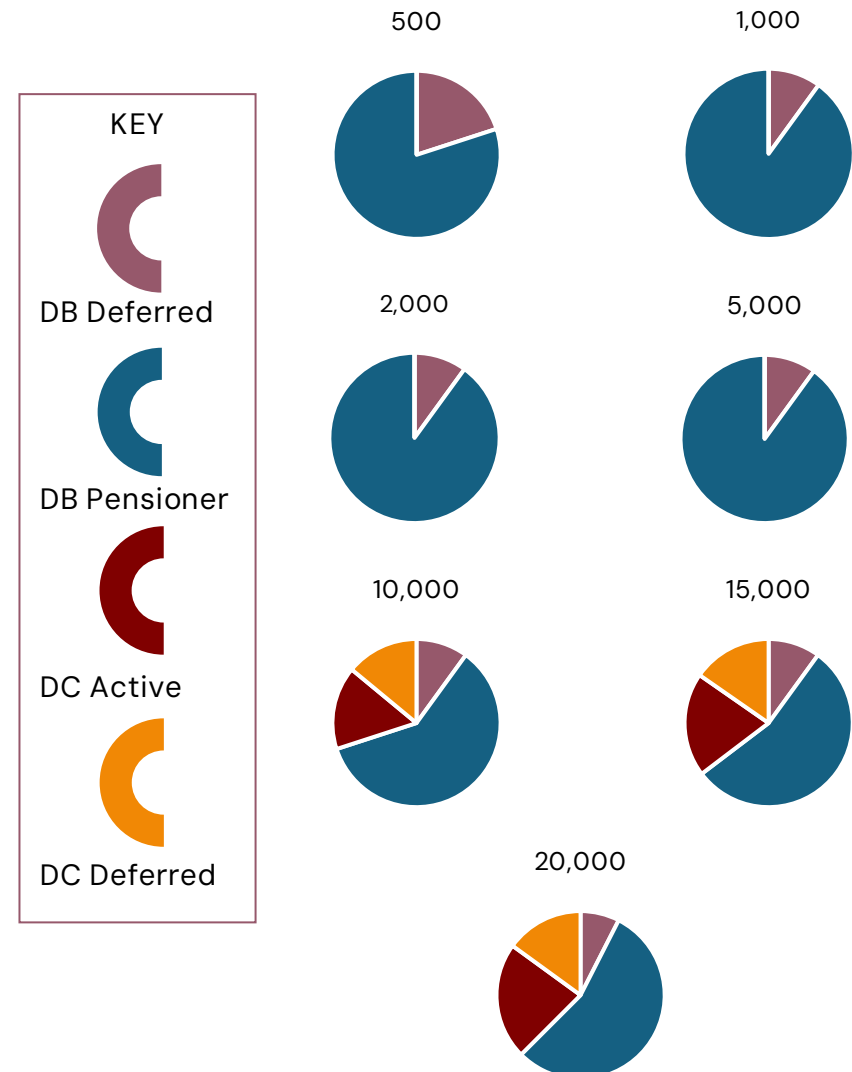 500
1,000
KEY
DB Deferred
2,000
5,000
DB Pensioner
10,000
15,000
DC Active
20,000
DC Deferred